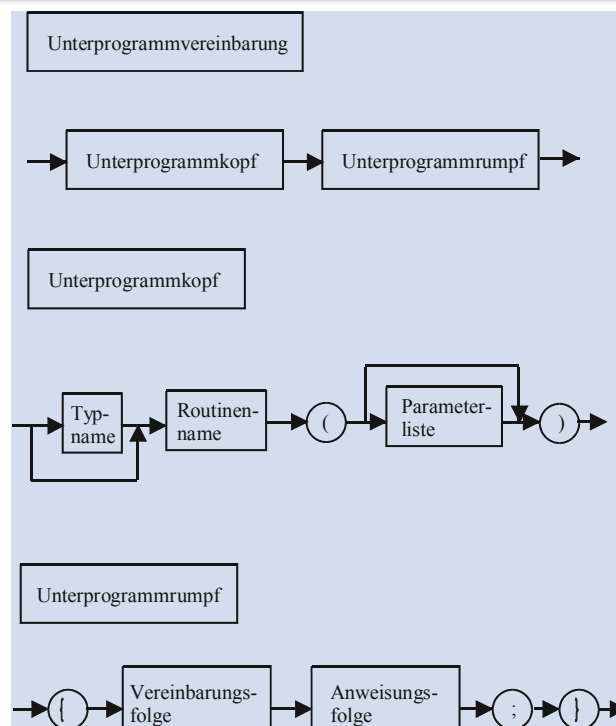 Unterprogrammvereinbarung
Unterprogrammkopf Unterprogrammrumpf
Unterprogrammkopf
Typ-
name
Routinen-
name
(
Parameter-
liste
)
Unterprogrammrumpf
{
Vereinbarungs-
folge
Anweisungs-
folge
;
}